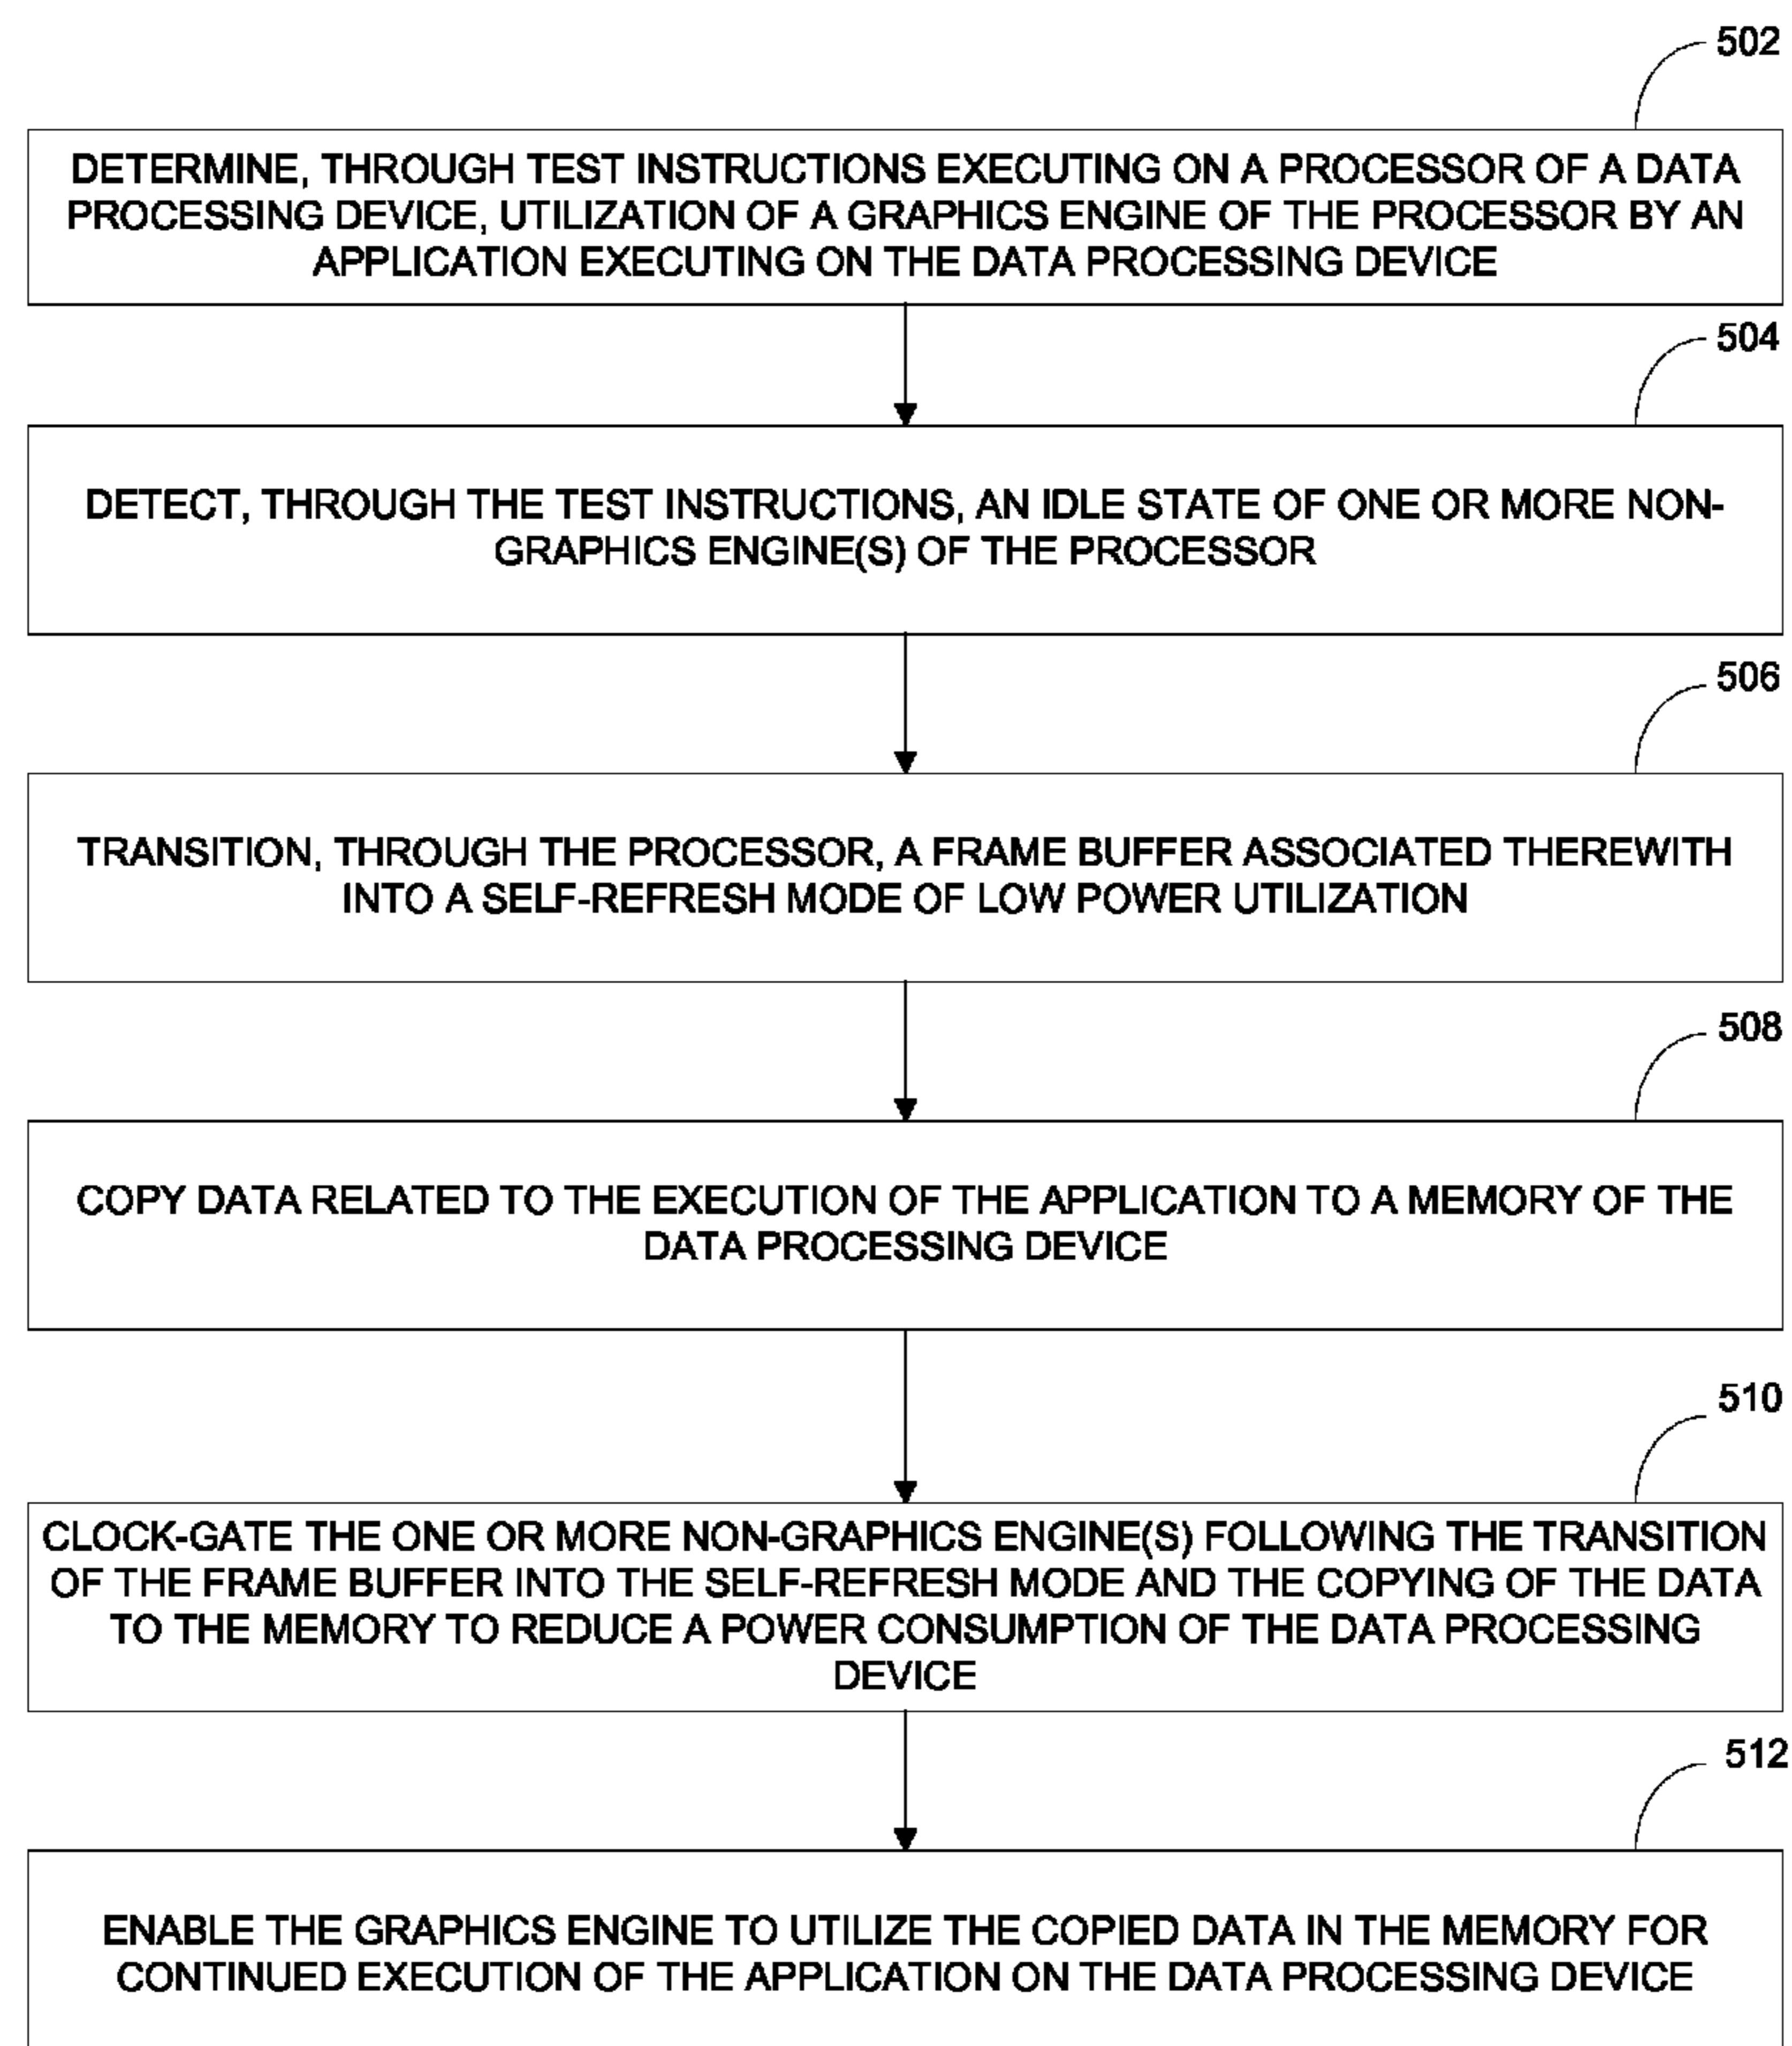 502
DETERMINE, THROUGH TEST INSTRUCTIONS EXECUTING ON A PROCESSOR OF A DATA
PROCESSING DEVICE, UTILIZATION OF A GRAPHICS ENGINE OF THE PROCESSOR BY AN
APPLICATION EXECUTING ON THE DATA PROCESSING DEVICE
504
DETECT, THROUGH THE TEST INSTRUCTIONS, AN IDLE STATE OF ONE OR MORE NON-
GRAPHICS ENGINE(S) OF THE PROCESSOR
506
TRANSITION, THROUGH THE PROCESSOR, A FRAME BUFFER ASSOCIATED THEREWITH
INTO A SELF-REFRESH MODE OF LOW POWER UTILIZATION
508
COPY DATA RELATED TO THE EXECUTION OF THE APPLICATION TO A MEMORY OF THE
DATA PROCESSING DEVICE
510
CLOCK-GATE THE ONE OR MORE NON-GRAPHICS ENGINE(S) FOLLOWING THE TRANSITION
OF THE FRAME BUFFER INTO THE SELF-REFRESH MODE AND THE COPYING OF THE DATA
TO THE MEMORY TO REDUCE A POWER CONSUMPTION OF THE DATA PROCESSING
DEVICE
512
ENABLE THE GRAPHICS ENGINE TO UTILIZE THE COPIED DATA IN THE MEMORY FOR
CONTINUED EXECUTION OF THE APPLICATION ON THE DATA PROCESSING DEVICE